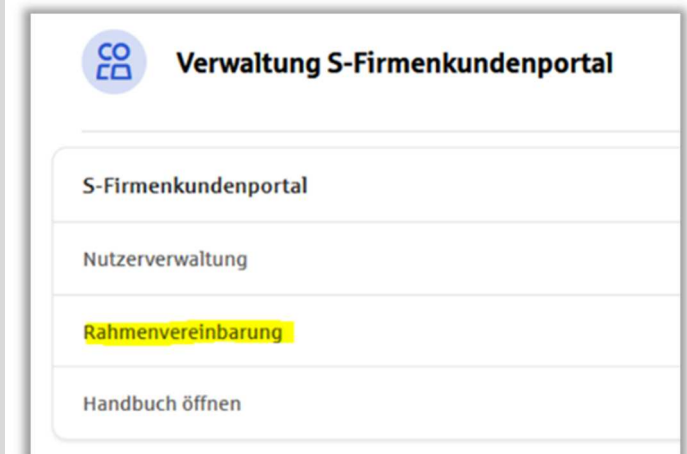 Verwaltung S-Firmenkundenportal
S-Firmenkundenportal
Nutzerverwaltung
Rahmenvereinbarung
Handbuch öffnen